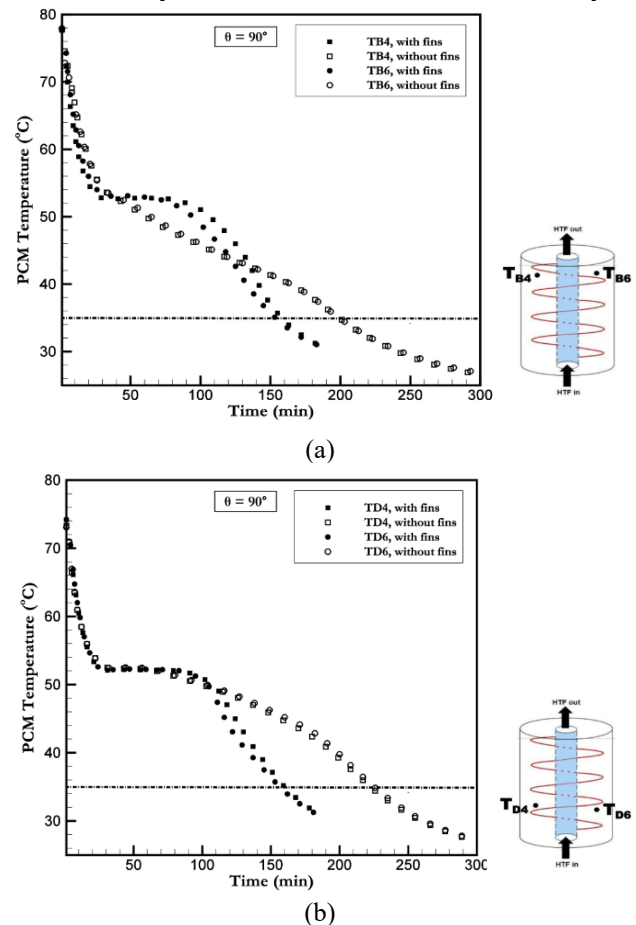 80
70
60
50
40
30
PCM Temperature (°C)
θ = 90°
TB4, with fins
TB4, without fins
TB6, with fins
TB6, without fins
0 50 100 150 200 250 300
Time (min)
HTF out
TB4
TB6
HTF in
(a)
80
70
60
50
40
30
PCM Temperature (°C)
θ = 90°
TD4, with fins
TD4, without fins
TD6, with fins
TD6, without fins
50 100 150 200 250 300
Time (min)
HTF out
TD4
TD6
HTF in
(b)